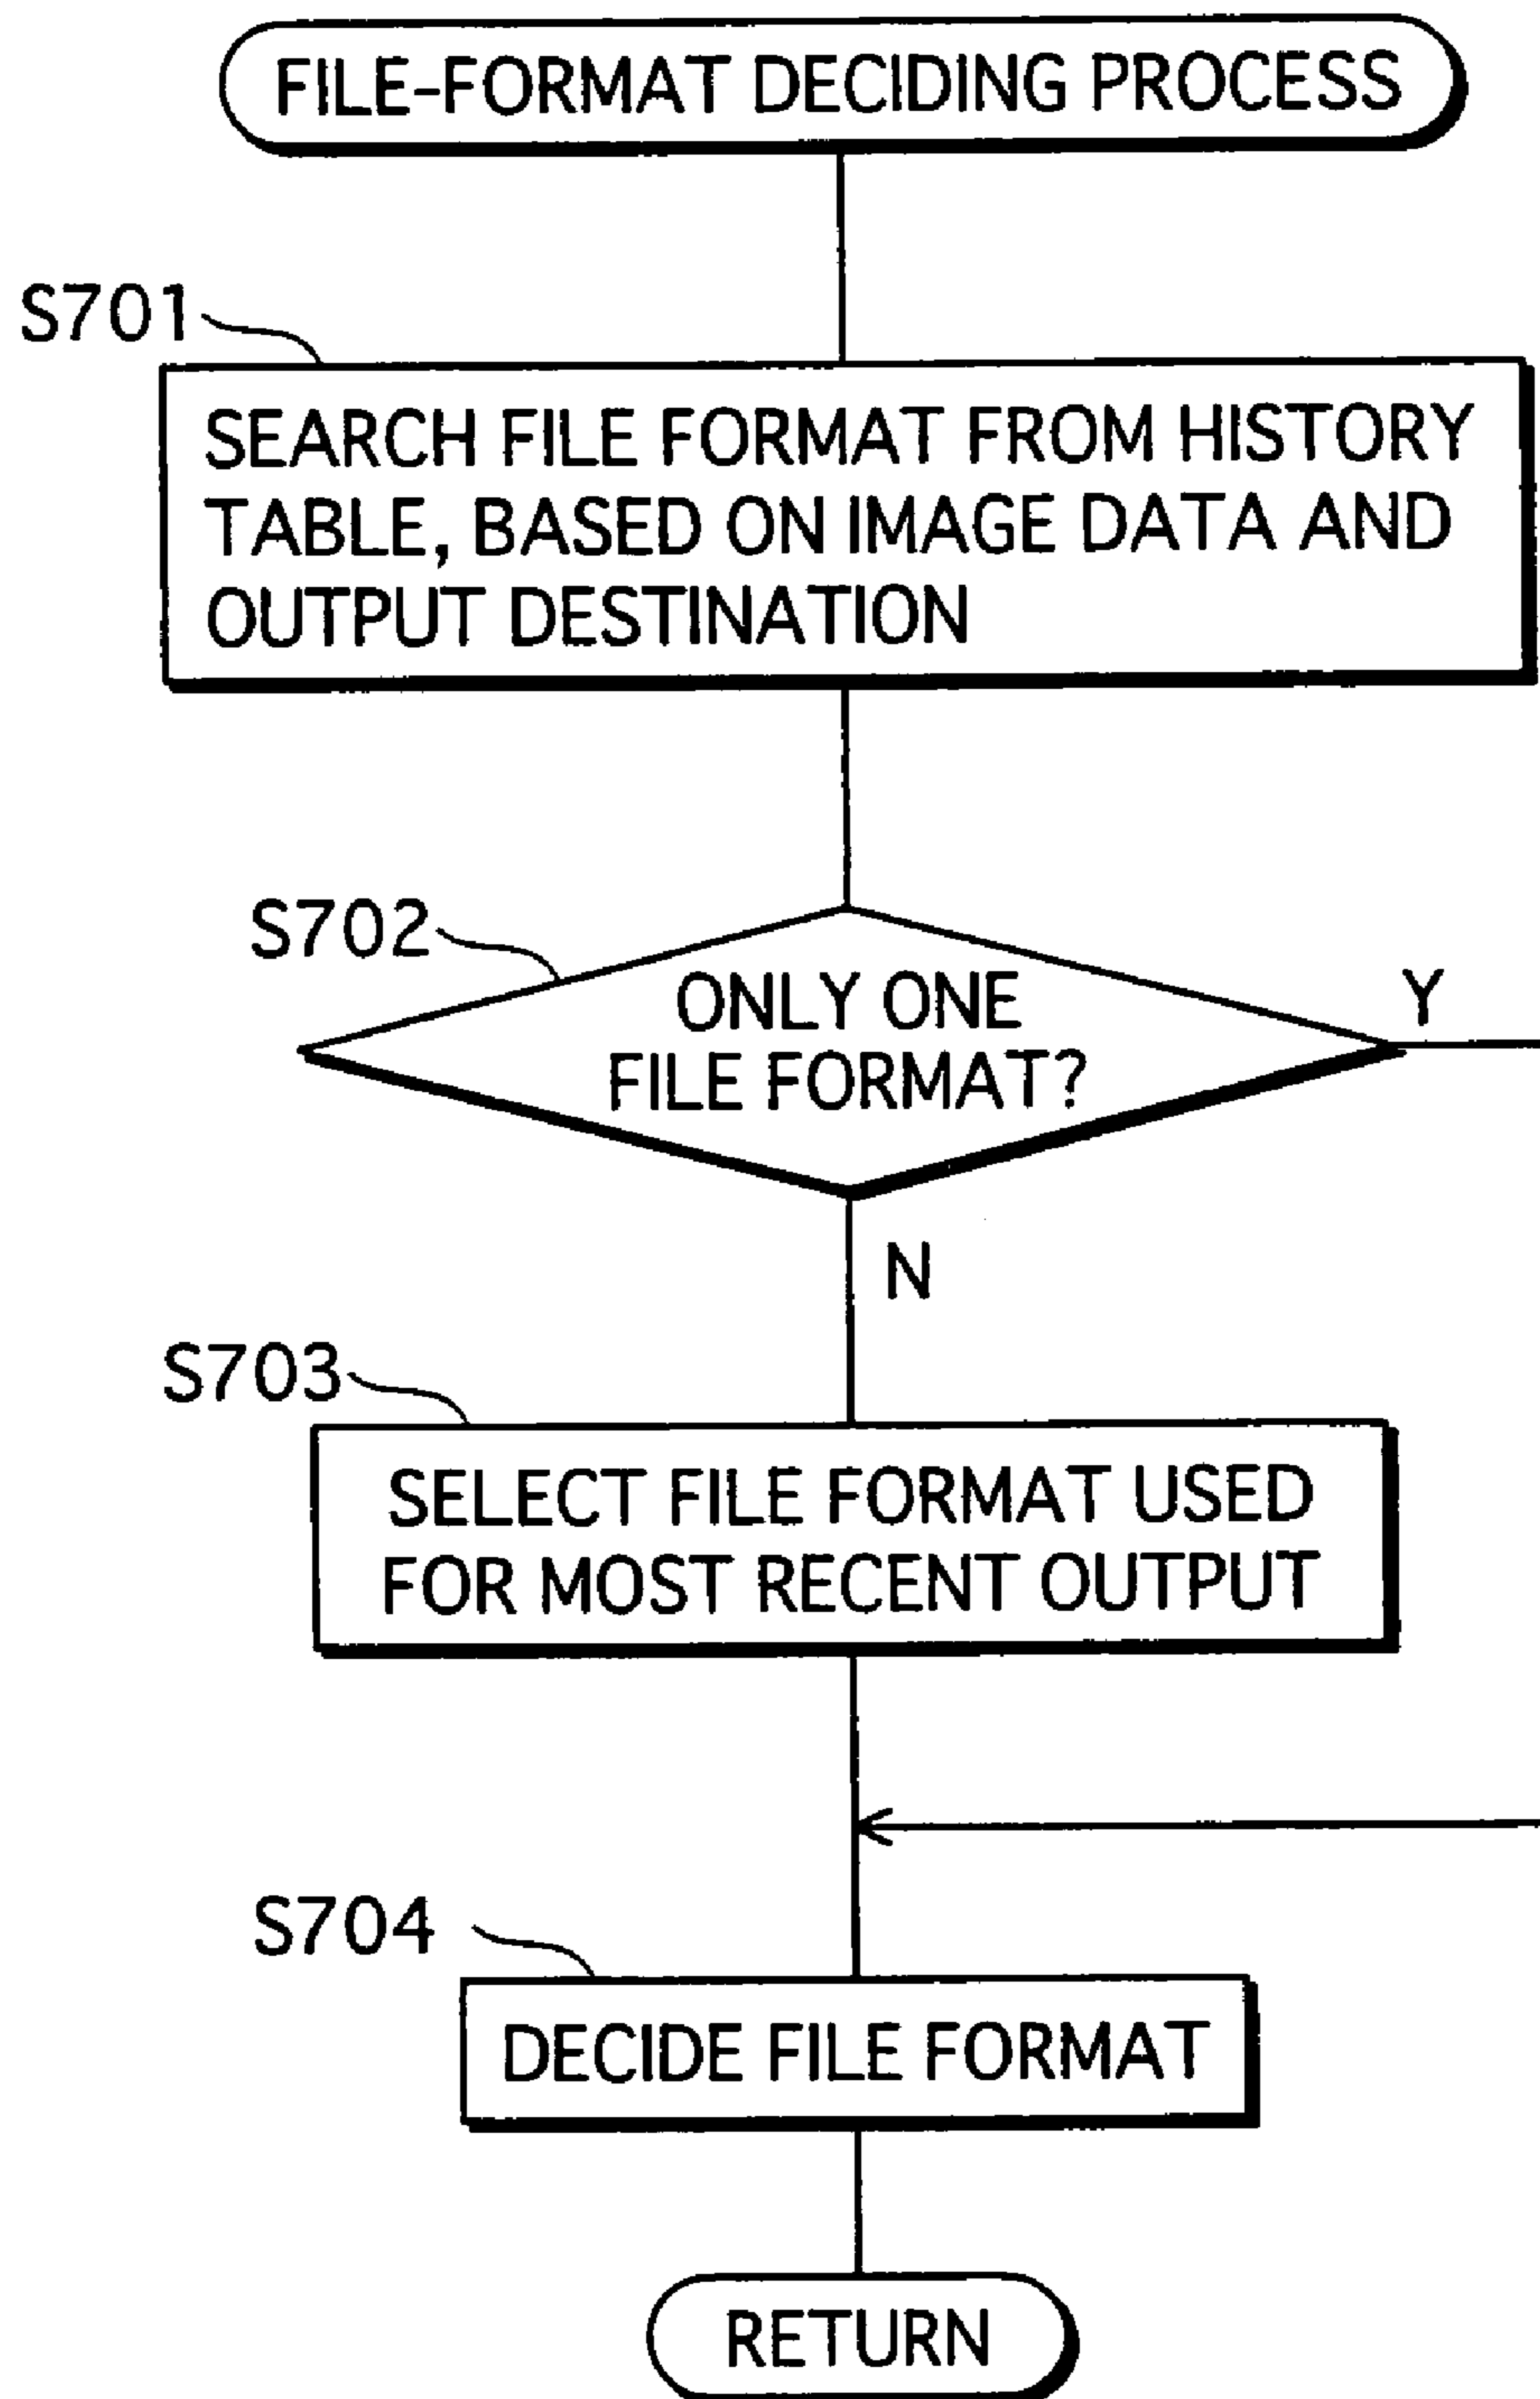 FILE-FORMAT DECIDING PROCESS
S701
SEARCH FILE FORMAT FROM HISTORY
TABLE, BASED ON IMAGE DATA AND
OUTPUT DESTINATION
S702
ONLY ONE
FILE FORMAT?
Y
N
S703
SELECT FILE FORMAT USED
FOR MOST RECENT OUTPUT
S704
DECIDE FILE FORMAT
RETURN